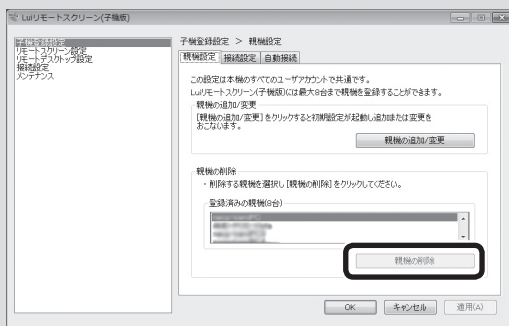 Luiリモートスクリーン(子機版)
子機登録設定
リモートスクリーン設定
リモートデスクトップ設定
接続設定
メンテナンス
子機登録設定 > 親機設定
親機設定 接続設定 自動接続
この設定は本機のすべてのユーザアカウントで共通です。
Luiリモートスクリーン(子機版)には最大8台まで親機を登録することができます。
親機の追加/変更
[親機の追加/変更]をクリックすると初期設定が起動し追加または変更を
おこないます。
親機の追加/変更
親機の削除
・削除する親機を選択し[親機の削除]をクリックしてください。
登録済みの親機(8台)
親機の削除
OK キャンセル 適用(A)